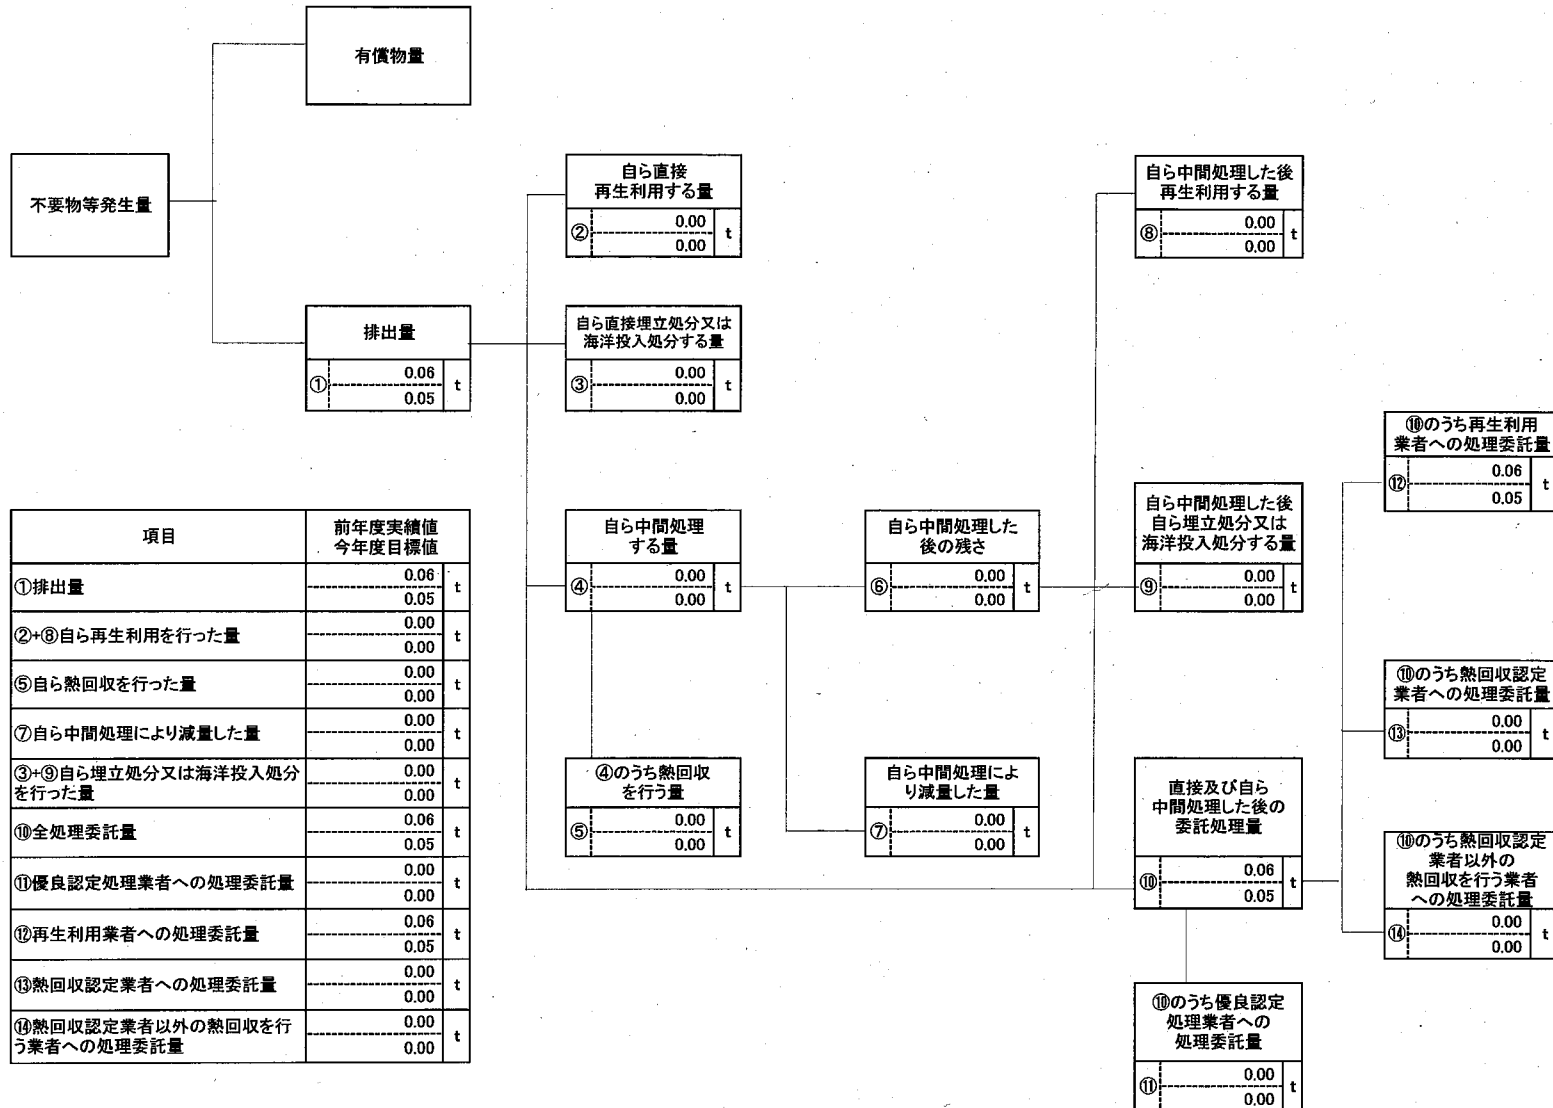 有償物量
不要物等発生量
排出量
①
0.06
0.05
t
自ら直接
再生利用する量
②
0.00
0.00
t
自ら直接埋立処分又は
海洋投入処分する量
③
0.00
0.00
t
自ら中間処理
する量
④
0.00
0.00
t
④のうち熱回収
を行う量
⑤
0.00
0.00
t
自ら中間処理した
後の残さ
⑥
0.00
0.00
t
自ら中間処理によ
り減量した量
⑦
0.00
0.00
t
自ら中間処理した後
再生利用する量
⑧
0.00
0.00
t
自ら中間処理した後
自ら埋立処分又は
海洋投入処分する量
⑨
0.00
0.00
t
直接及び自ら
中間処理した後の
委託処理量
⑩
0.06
0.05
t
⑩のうち優良認定
処理業者への
処理委託量
⑪
0.00
0.00
t
⑩のうち再生利用
業者への処理委託量
⑫
0.06
0.05
t
⑩のうち熱回収認定
業者への処理委託量
⑬
0.00
0.00
t
⑩のうち熱回収認定
業者以外の
熱回収を行う業者
への処理委託量
⑭
0.00
0.00
t
項目
前年度実績値
今年度目標値
①排出量
0.06
0.05
t
②+⑧自ら再生利用を行った量
0.00
0.00
t
⑤自ら熱回収を行った量
0.00
0.00
t
⑦自ら中間処理により減量した量
0.00
0.00
t
③+⑨自ら埋立処分又は海洋投入処分
を行った量
0.00
0.00
t
⑩全処理委託量
0.06
0.05
t
⑪優良認定処理業者への処理委託量
0.00
0.00
t
⑫再生利用業者への処理委託量
0.06
0.05
t
⑬熱回収認定業者への処理委託量
0.00
0.00
t
⑭熱回収認定業者以外の熱回収を行
う業者への処理委託量
0.00
0.00
t